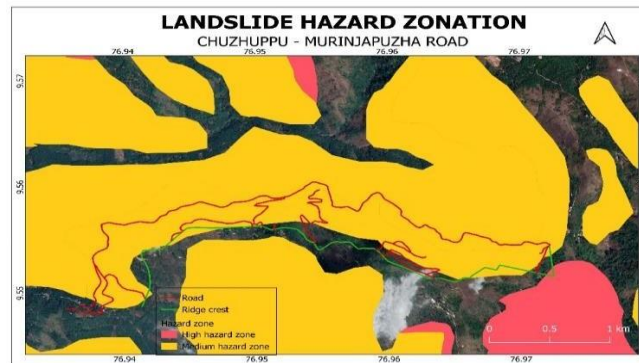 LANDSLIDE HAZARD ZONATION
CHUZHUPPU - MURINJAPUZHA ROAD
76.94 76.95 76.96 76.97
9.57
9.56
9.55
Road
Ridge crest
Hazard zone
High hazard zone
Medium hazard zone
0 0.5 1 km
76.94 76.95 76.96 76.97